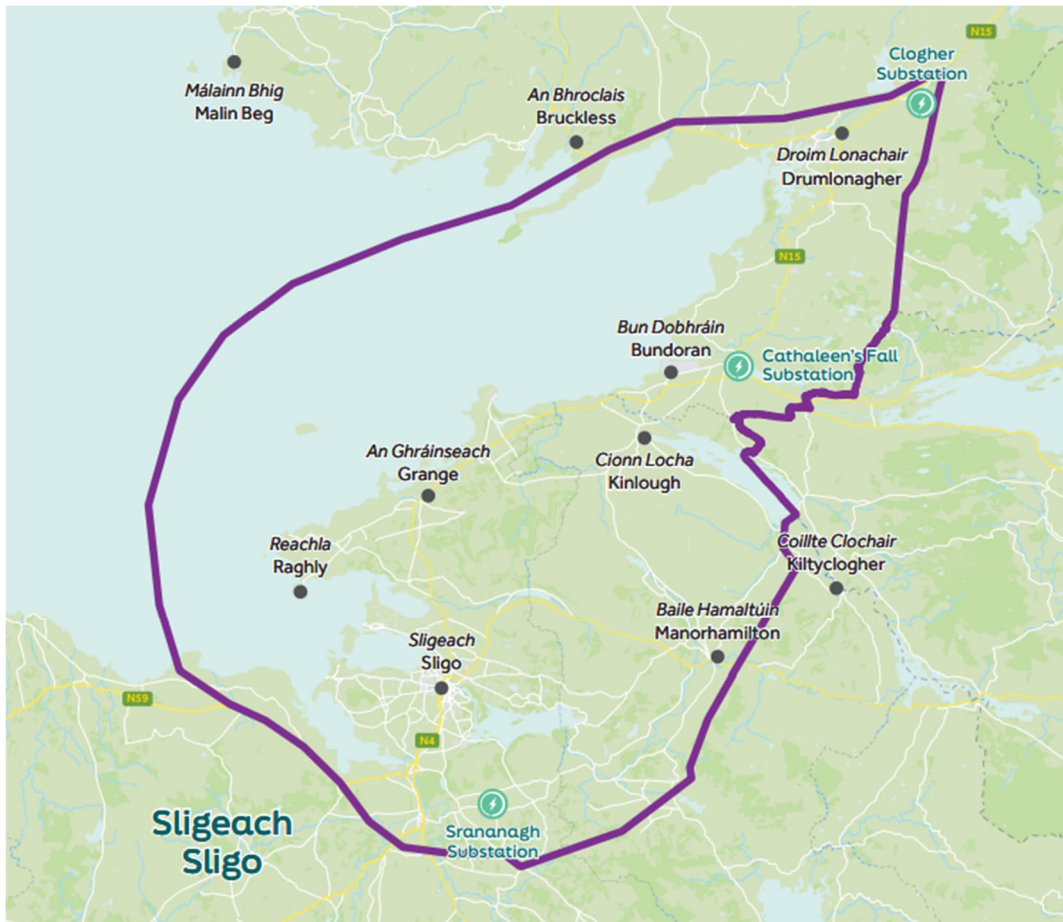 N15
Clogher
Substation
Málainn Bhig
Malin Beg
An Bhroclais
Bruckless
Droim Lonachair
Drumlonagher
N15
Bun Dobhráin
Bundoran
Cathaleen's Fall
Substation
An Ghráinseach
Grange
Cionn Locha
Kinlough
Reachla
Raghly
Coillte Clochair
Kiltyclogher
Baile Hamaltúin
Manorhamilton
Sligeach
Sligo
N59
N4
Srananagh
Substation
Sligeach
Sligo